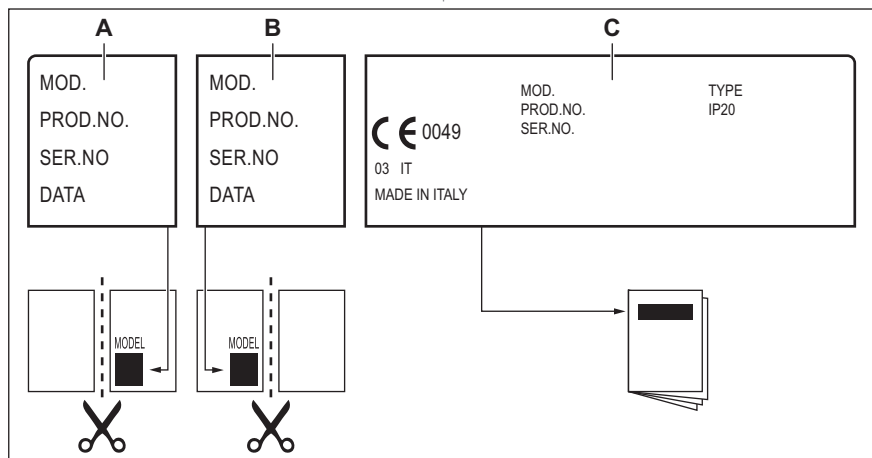 A
B
C
MOD.
PROD.NO.
SER.NO
DATA
MOD.
PROD.NO.
SER.NO
DATA
MOD.
PROD.NO.
SER.NO.
TYPE
IP20
CE 0049
03 IT
MADE IN ITALY
MODEL
MODEL